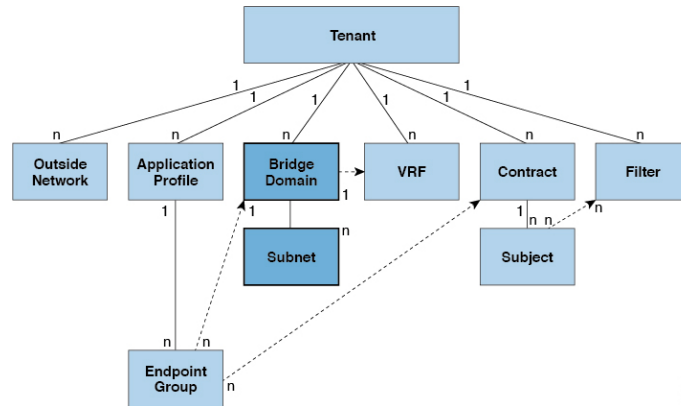 Tenant
1
1
1
1
1
1
n
n
n
n
n
n
Outside
Network
Application
Profile
Bridge
Domain
VRF
Contract
Filter
1
1
1
1
n
n
n
n
Subnet
Subject
n
n
n
Endpoint
Group